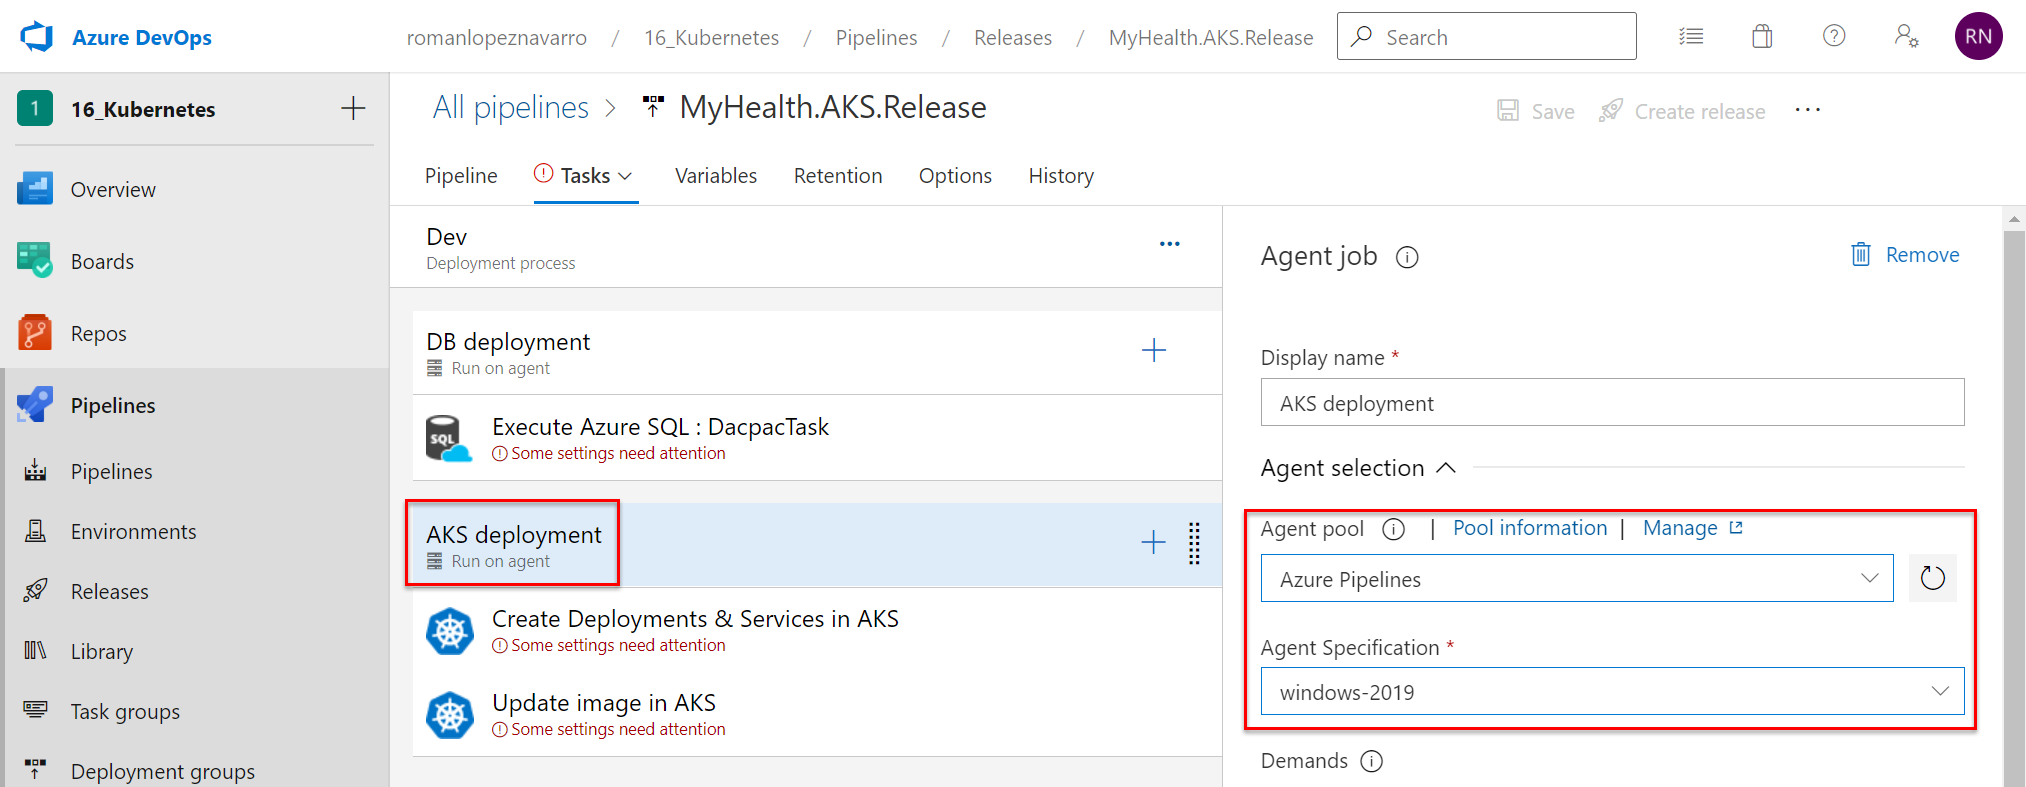 Azure DevOps
romanlopeznavarro / 16_Kubernetes / Pipelines / Releases / MyHealth.AKS.Release
Search
RN
1 16_Kubernetes
Overview
Boards
Repos
Pipelines
Pipelines
Environments
Releases
Library
Task groups
Deployment groups
All pipelines > MyHealth.AKS.Release
Save
Create release
Pipeline
Tasks
Variables
Retention
Options
History
Dev
Deployment process
DB deployment
Run on agent
Execute Azure SQL : DacpacTask
SQL
Some settings need attention
AKS deployment
Run on agent
Create Deployments & Services in AKS
Some settings need attention
Update image in AKS
Some settings need attention
Agent job
Remove
Display name *
AKS deployment
Agent selection
Agent pool | Pool information | Manage
Azure Pipelines
Agent Specification *
windows-2019
Demands